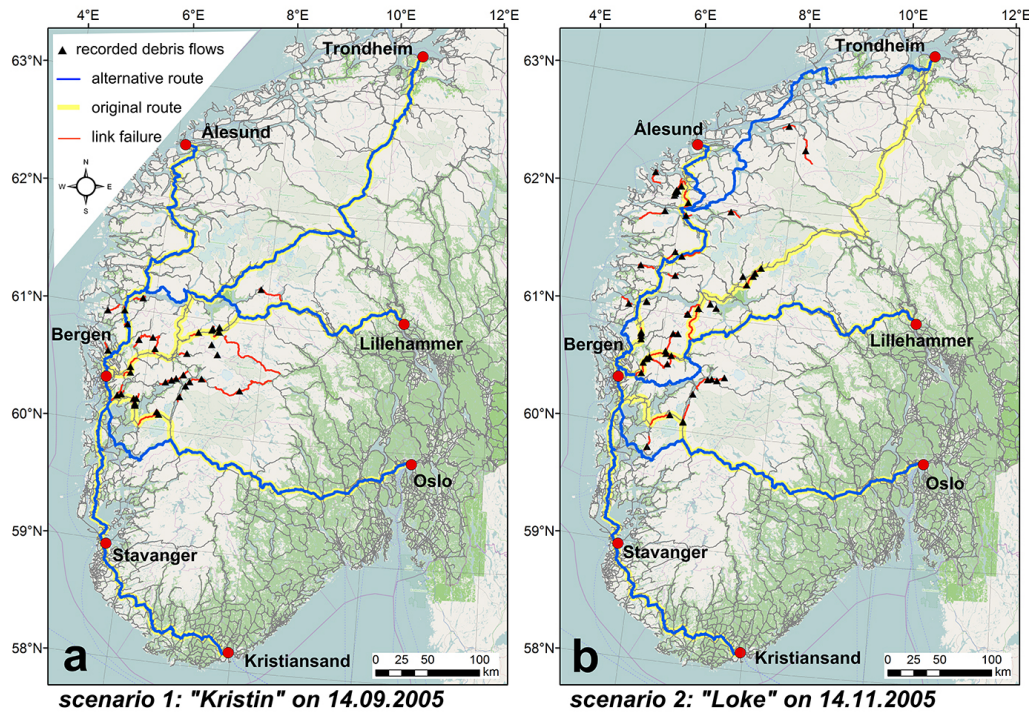 4°E 6°E 8°E 10°E 12°E
4°E 6°E 8°E 10°E 12°E
63°N
62°N
61°N
60°N
59°N
58°N
recorded debris flows
alternative route
original route
link failure
N
W E
S
Trondheim
Ålesund
Bergen
Lillehammer
Oslo
Stavanger
Kristiansand
a
0 25 50 100
km
scenario 1: "Kristin" on 14.09.2005
63°N
62°N
61°N
60°N
59°N
58°N
Trondheim
Ålesund
Bergen
Lillehammer
Oslo
Stavanger
Kristiansand
b
0 25 50 100
km
scenario 2: "Loke" on 14.11.2005